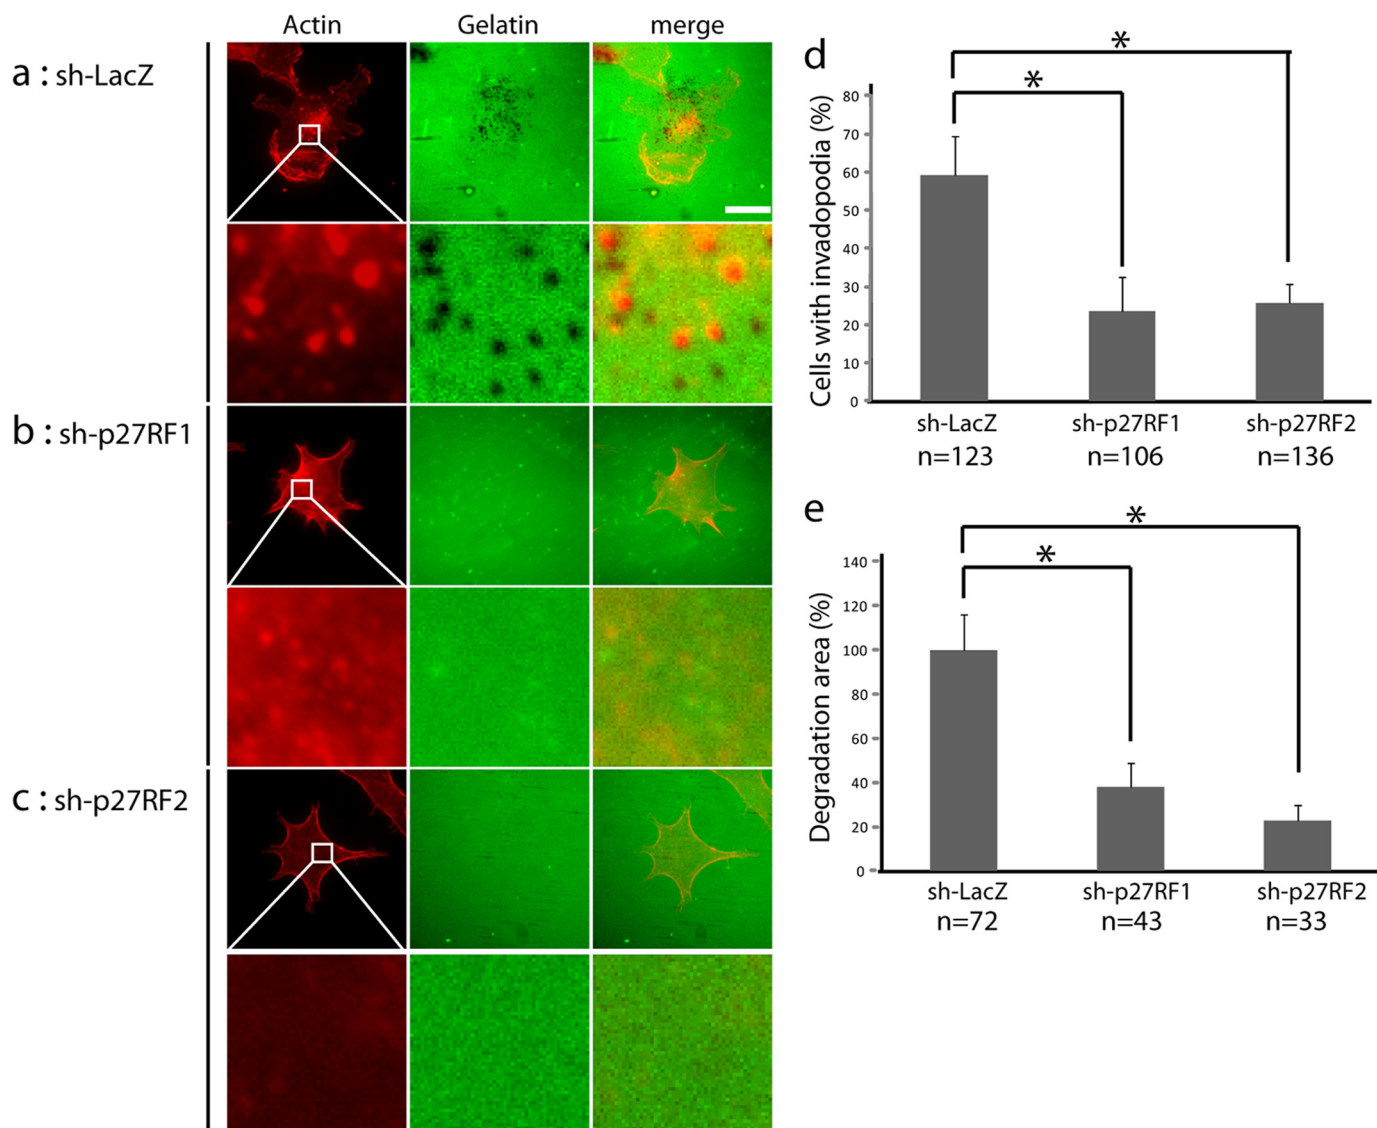 Actin Gelatin merge
a : sh-LacZ
b : sh-p27RF1
c : sh-p27RF2
d
*
*
Cells with invadopodia (%)
80
70
60
50
40
30
20
10
0
sh-LacZ sh-p27RF1 sh-p27RF2
n=123 n=106 n=136
e
*
*
Degradation area (%)
140
120
100
80
60
40
20
0
sh-LacZ sh-p27RF1 sh-p27RF2
n=72 n=43 n=33